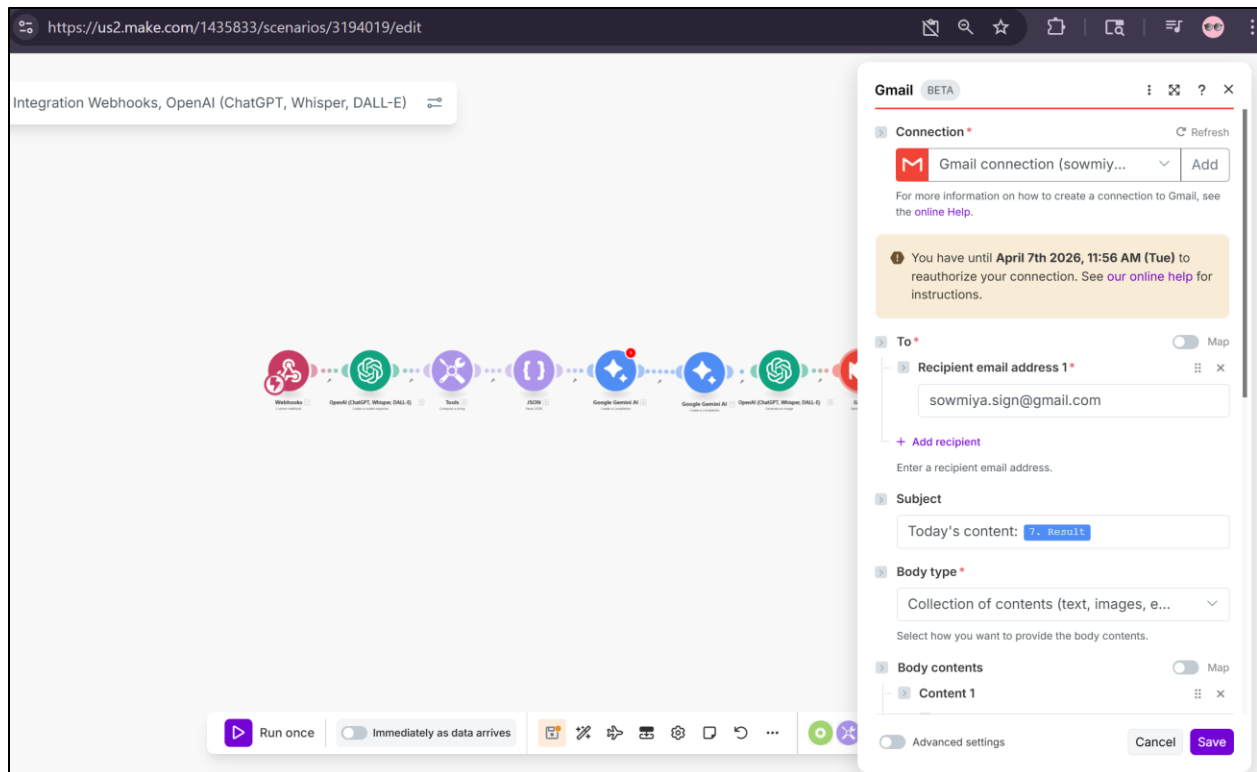 https://us2.make.com/1435833/scenarios/3194019/edit
Integration Webhooks, OpenAI (ChatGPT, Whisper, DALL-E)
Webhooks
OpenAI (ChatGPT, Whisper, DALL-E)
Tools
JSON
Google Gemini AI
Google Gemini AI
OpenAI (ChatGPT, Whisper, DALL-E)
Run once
Immediately as data arrives
Gmail BETA
Connection *
Refresh
Gmail connection (sowmiy...
Add
For more information on how to create a connection to Gmail, see
the online Help.
You have until April 7th 2026, 11:56 AM (Tue) to
reauthorize your connection. See our online help for
instructions.
To *
Map
Recipient email address 1 *
sowmiya.sign@gmail.com
+ Add recipient
Enter a recipient email address.
Subject
Today's content: 7. Result
Body type *
Collection of contents (text, images, e...
Select how you want to provide the body contents.
Body contents
Map
Content 1
Advanced settings
Cancel
Save